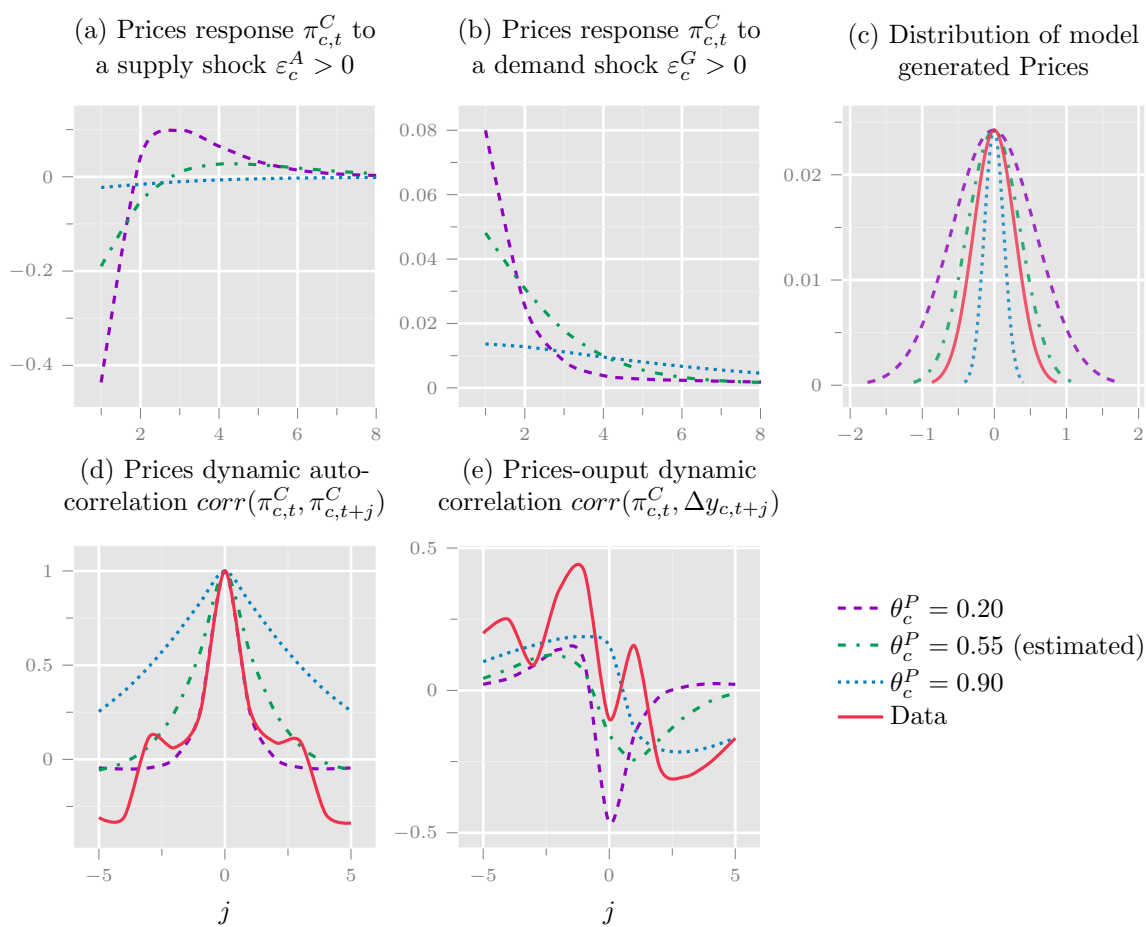 (a) Prices response π^C_{c,t} to
a supply shock ε^A_c > 0
0
−0.2
−0.4
2
4
6
8
(b) Prices response π^C_{c,t} to
a demand shock ε^G_c > 0
0.08
0.06
0.04
0.02
0
2
4
6
8
(c) Distribution of model
generated Prices
0.02
0.01
0
−2
−1
0
1
2
(d) Prices dynamic auto-
correlation corr(π^C_{c,t}, π^C_{c,t+j})
1
0.5
0
−5
0
5
j
(e) Prices-ouput dynamic
correlation corr(π^C_{c,t}, Δy_{c,t+j})
0.5
0
−0.5
−5
0
5
j
θ^P_c = 0.20
θ^P_c = 0.55 (estimated)
θ^P_c = 0.90
Data